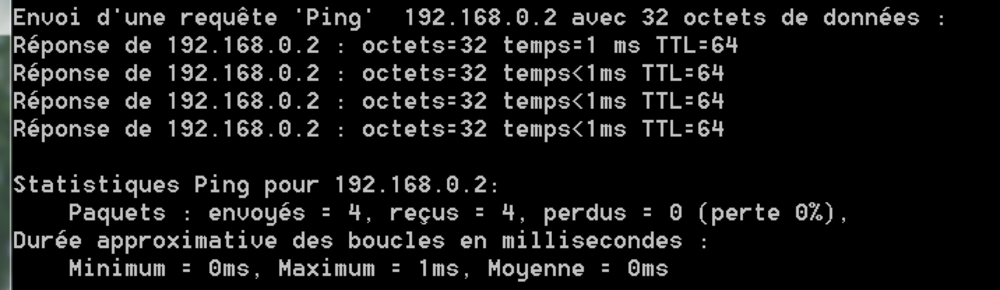 Envoi d'une requête 'Ping'  192.168.0.2 avec 32 octets de données :
Réponse de 192.168.0.2 : octets=32 temps=1 ms TTL=64
Réponse de 192.168.0.2 : octets=32 temps<1ms TTL=64
Réponse de 192.168.0.2 : octets=32 temps<1ms TTL=64
Réponse de 192.168.0.2 : octets=32 temps<1ms TTL=64

Statistiques Ping pour 192.168.0.2:
    Paquets : envoyés = 4, reçus = 4, perdus = 0 (perte 0%),
Durée approximative des boucles en millisecondes :
    Minimum = 0ms, Maximum = 1ms, Moyenne = 0ms